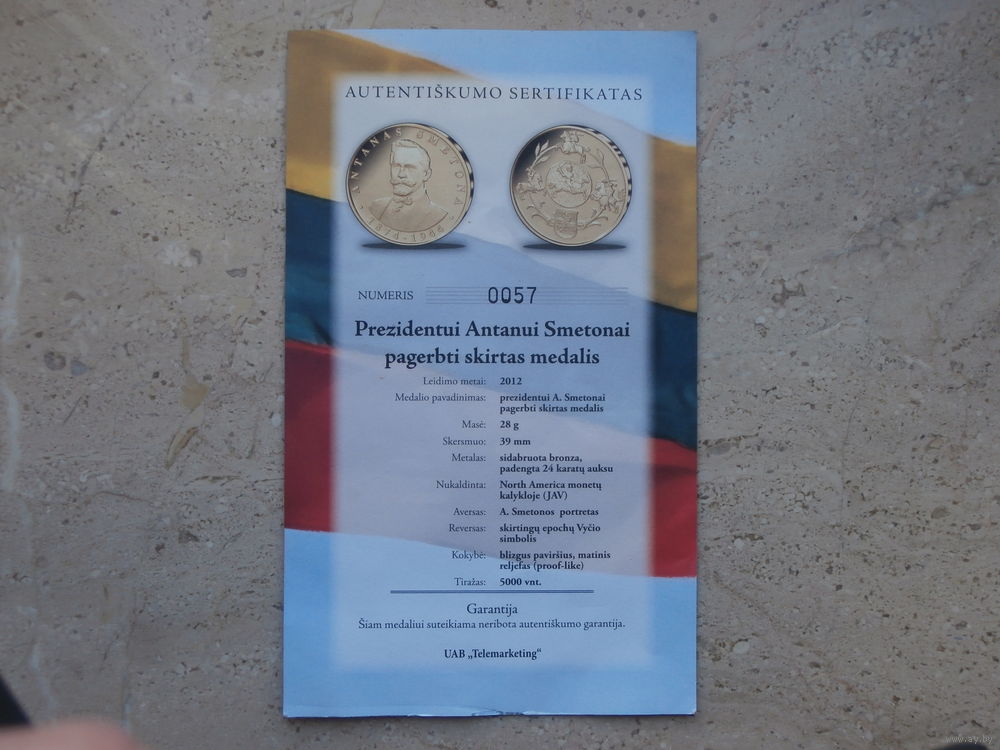 AUTENTIŠKUMO SERTIFIKATAS
ANTANAS SMETONA
1874-1944
NUMERIS 0057
Prezidentui Antanui Smetonai
pagerbti skirtas medalis
Leidimo metai: 2012
Medalio pavadinimas: prezidentui A. Smetonai
pagerbti skirtas medalis
Masė: 28 g
Skersmuo: 39 mm
Metalas: sidabruota bronza,
padengta 24 karatų auksu
Nukaldinta: North America monetų
kalykloje (JAV)
Aversas: A. Smetonos portretas
Reversas: skirtingų epochų Vyčio
simbolis
Kokybė: blizgus paviršius, matinis
reljefas (proof-like)
Tiražas: 5000 vnt.
Garantija
Šiam medaliui suteikiama neribota autentiškumo garantija.
UAB „Telemarketing“
www.ay.by